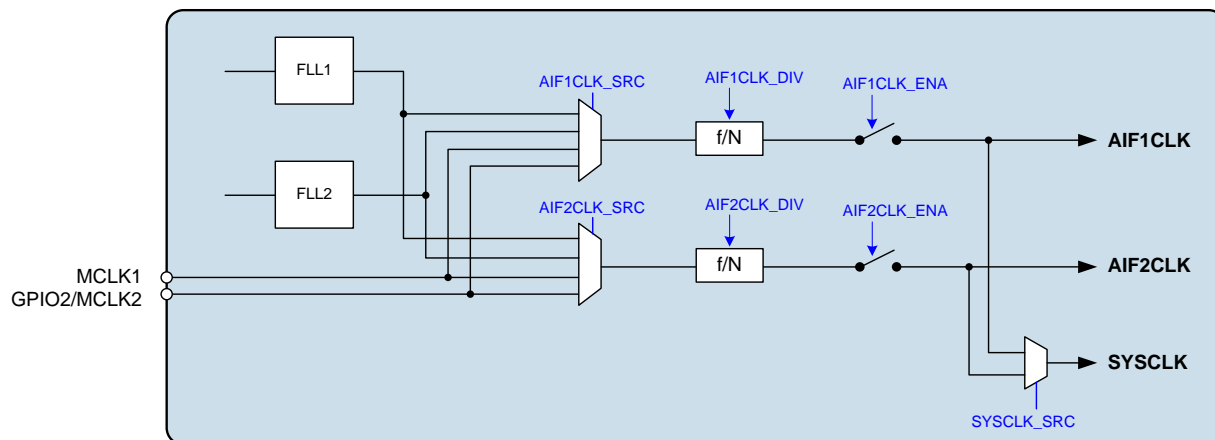 FLL1
AIF1CLK_SRC
AIF1CLK_DIV
AIF1CLK_ENA
f/N
AIF1CLK
FLL2
AIF2CLK_SRC
AIF2CLK_DIV
AIF2CLK_ENA
f/N
AIF2CLK
MCLK1
GPIO2/MCLK2
SYSCLK
SYSCLK_SRC